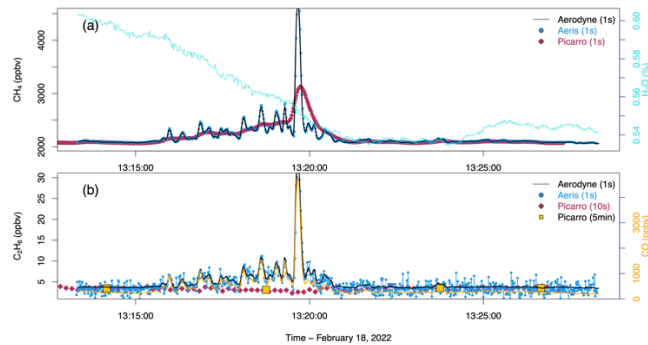 (a)
Aerodyne (1s)
Aeris (1s)
Picarro (1s)
CH₄ (ppbv)
4000
3000
2000
H₂O (%)
0.60
0.58
0.56
0.54
13:15:00
13:20:00
13:25:00
(b)
Aerodyne (1s)
Aeris (1s)
Picarro (10s)
Picarro (5min)
C₂H₆ (ppbv)
30
25
20
15
10
5
CO (ppbv)
3000
1000
0
13:15:00
13:20:00
13:25:00
Time – February 18, 2022